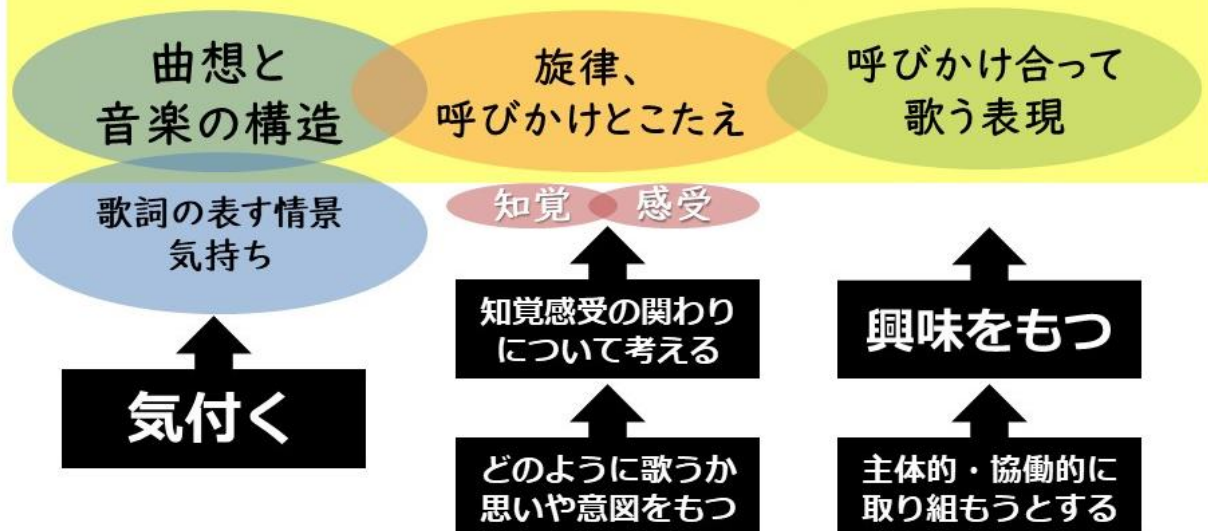 曲想と
音楽の構造
旋律、
呼びかけとこたえ
呼びかけ合って
歌う表現
歌詞の表す情景
気持ち
知覚 感受
気付く
知覚感受の関わり
について考える
興味をもつ
どのように歌うか
思いや意図をもつ
主体的・協働的に
取り組もうとする